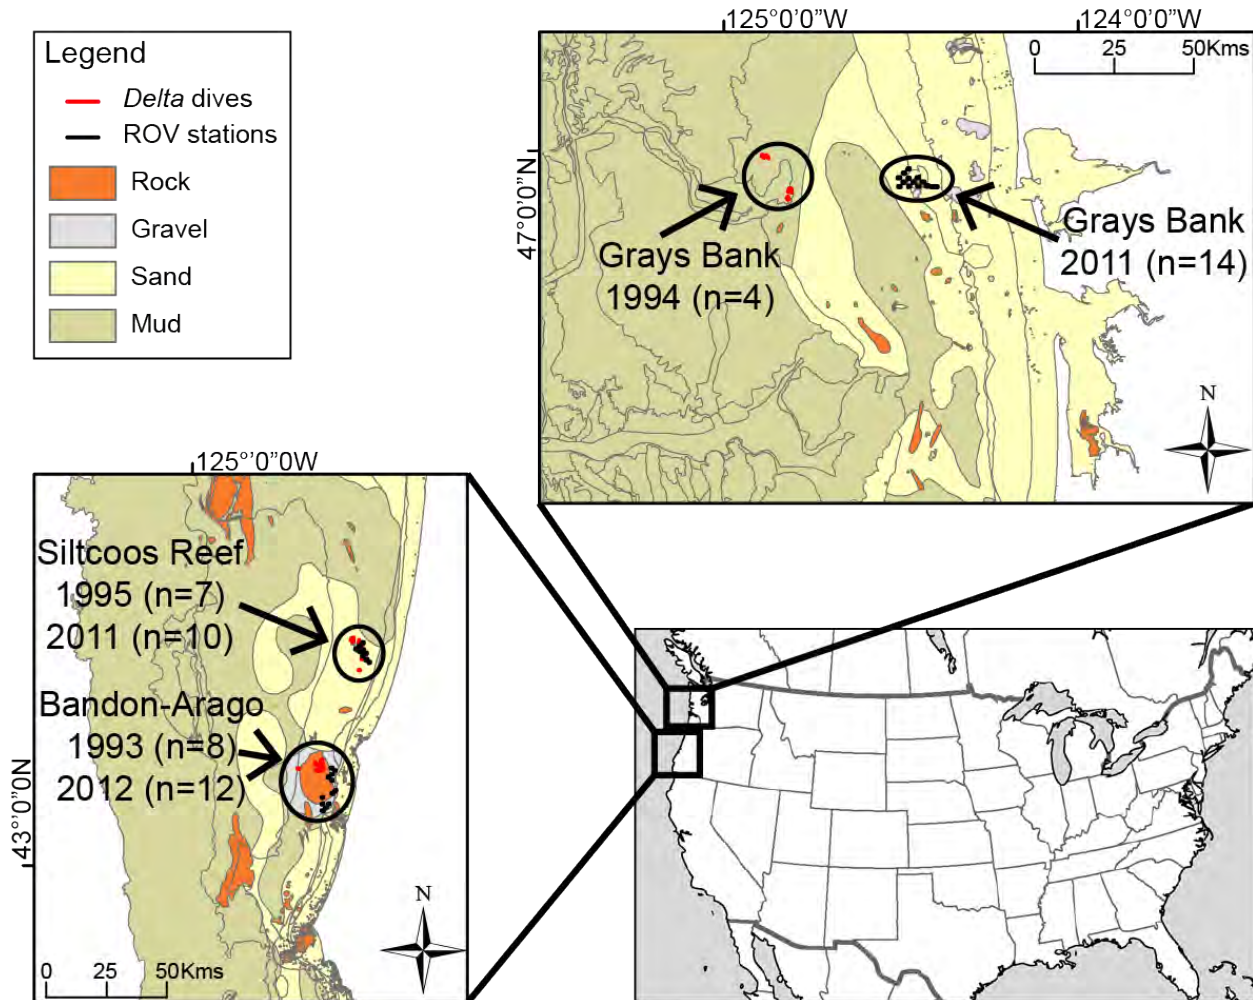 Legend
Delta dives
ROV stations
Rock
Gravel
Sand
Mud
125°0'0"W
124°0'0"W
0 25 50Kms
47°0'0"N
Grays Bank
1994 (n=4)
Grays Bank
2011 (n=14)
N
125°'0"0W
Siltcoos Reef
1995 (n=7)
2011 (n=10)
Bandon-Arago
1993 (n=8)
2012 (n=12)
43°'0"0N
N
0 25 50Kms